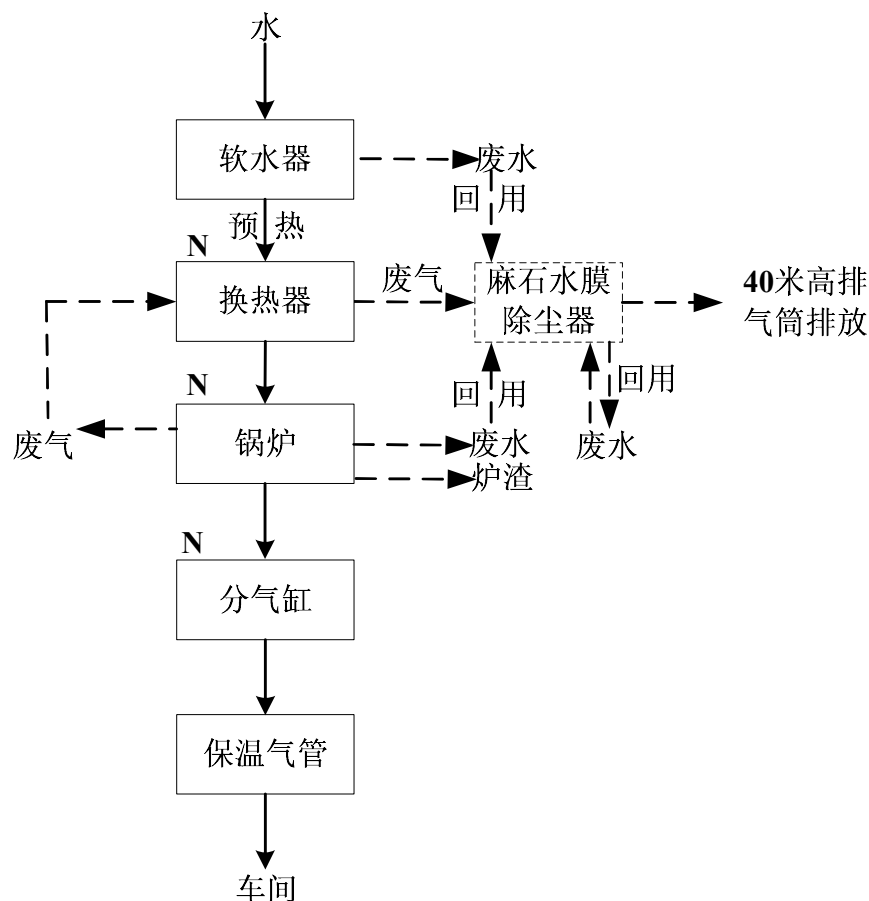 水
软水器
废水
回 用
预 热
N
换热器
废气
麻石水膜
除尘器
40米高排
气筒排放
N
回 用
回用
废气
锅炉
废水
炉渣
废水
N
分气缸
保温气管
车间